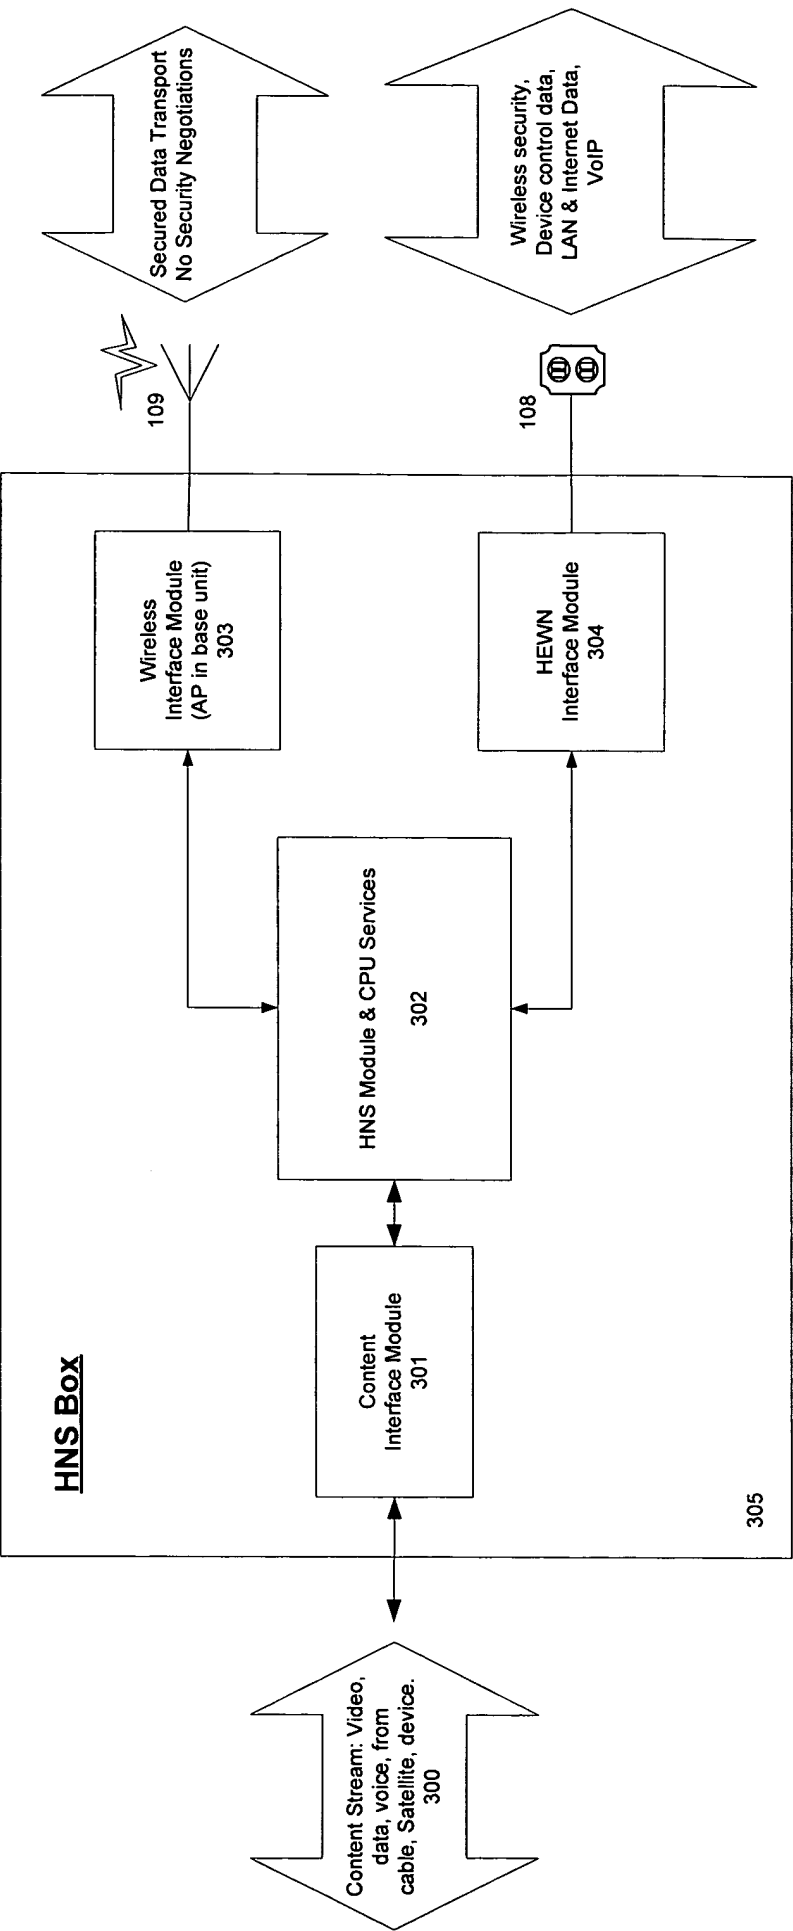 HNS Box
Content Stream: Video,
data, voice, from
cable, Satellite, device.
300
Content
Interface Module
301
HNS Module & CPU Services
302
Wireless
Interface Module
(AP in base unit)
303
HEWN
Interface Module
304
305
109
108
Secured Data Transport
No Security Negotiations
Wireless security,
Device control data,
LAN & Internet Data,
VoIP